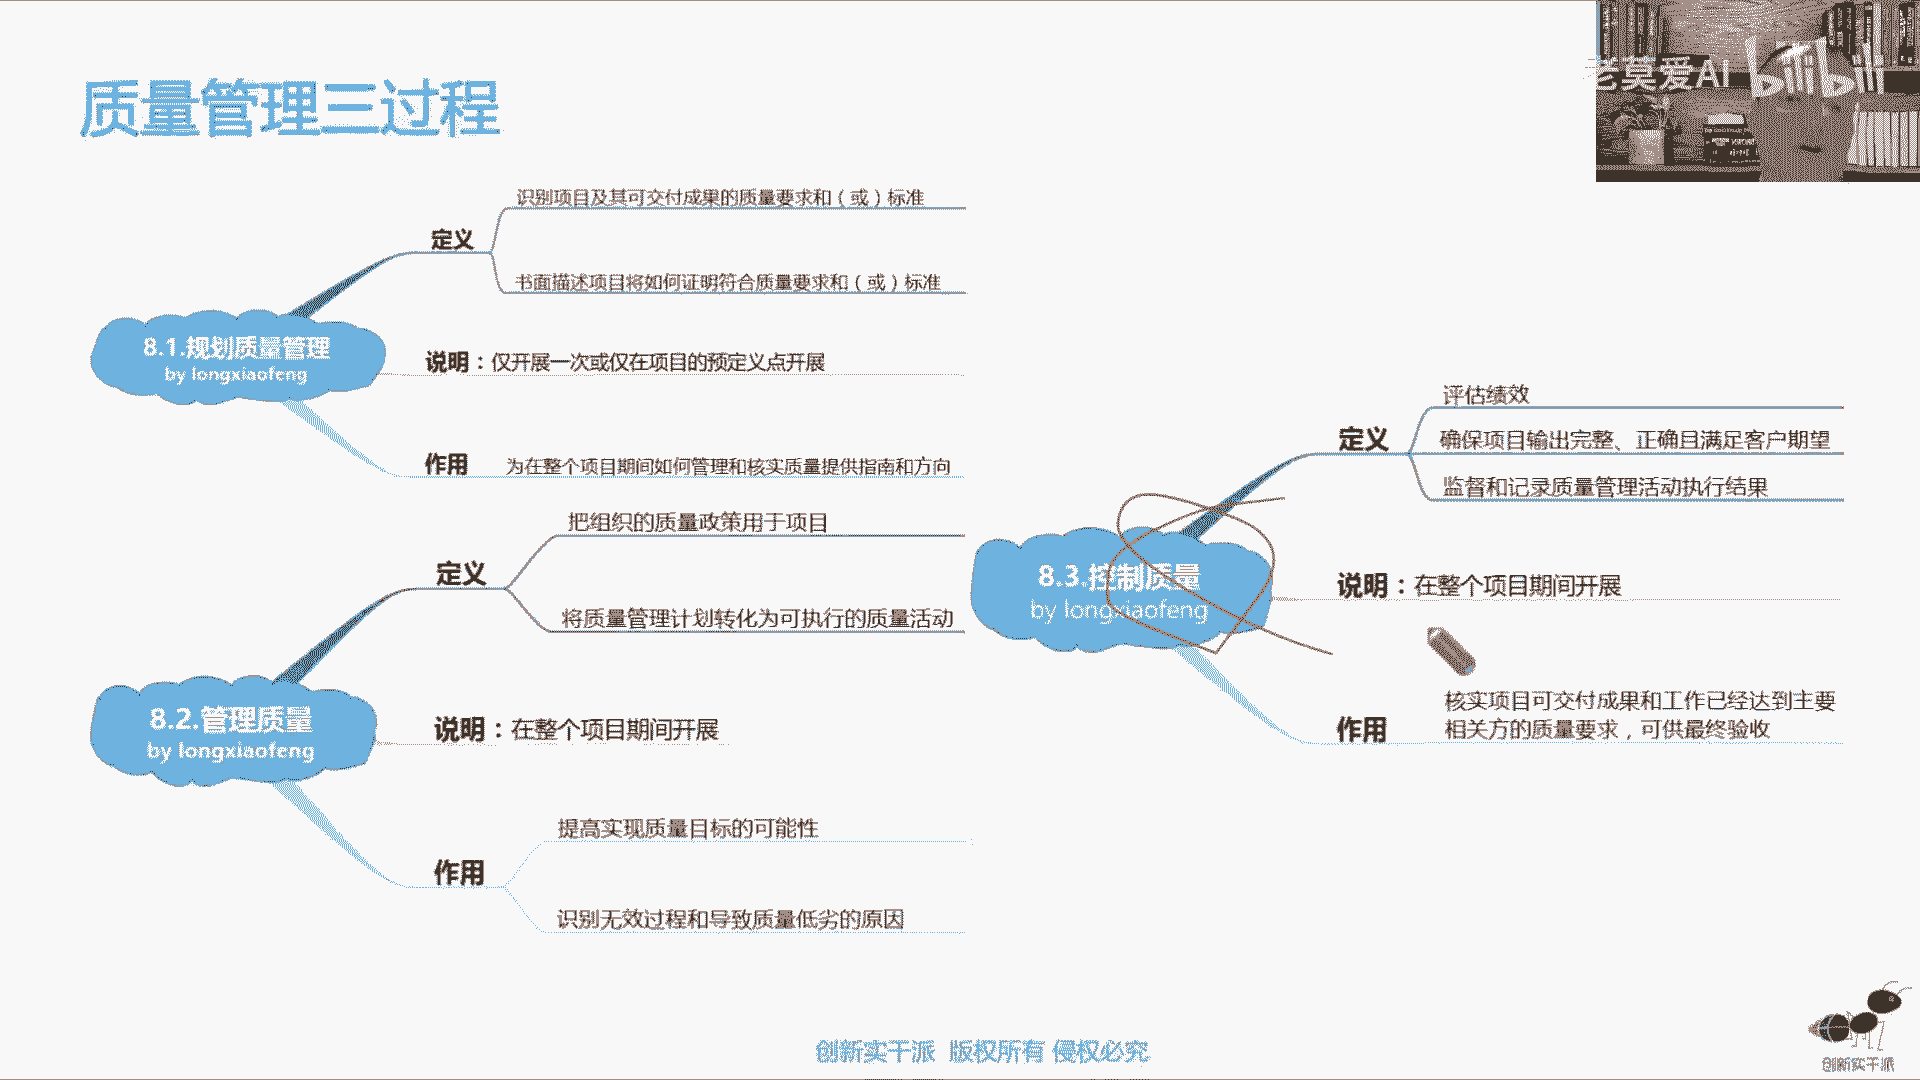 质量管理三过程
老莫爱AI
bilibili
8.1.规划质量管理
by longxiaofeng
定义
识别项目及其可交付成果的质量要求和（或）标准
书面描述项目将如何证明符合质量要求和（或）标准
说明：仅开展一次或仅在项目的预定义点开展
作用
为在整个项目期间如何管理和核实质量提供指南和方向
8.2.管理质量
by longxiaofeng
定义
把组织的质量政策用于项目
将质量管理计划转化为可执行的质量活动
说明：在整个项目期间开展
作用
提高实现质量目标的可能性
识别无效过程和导致质量低劣的原因
8.3.控制质量
by longxiaofeng
定义
评估绩效
确保项目输出完整、正确且满足客户期望
监督和记录质量管理活动执行结果
说明：在整个项目期间开展
作用
核实项目可交付成果和工作已经达到主要
相关方的质量要求，可供最终验收
创新实干派 版权所有 侵权必究
创新实干派